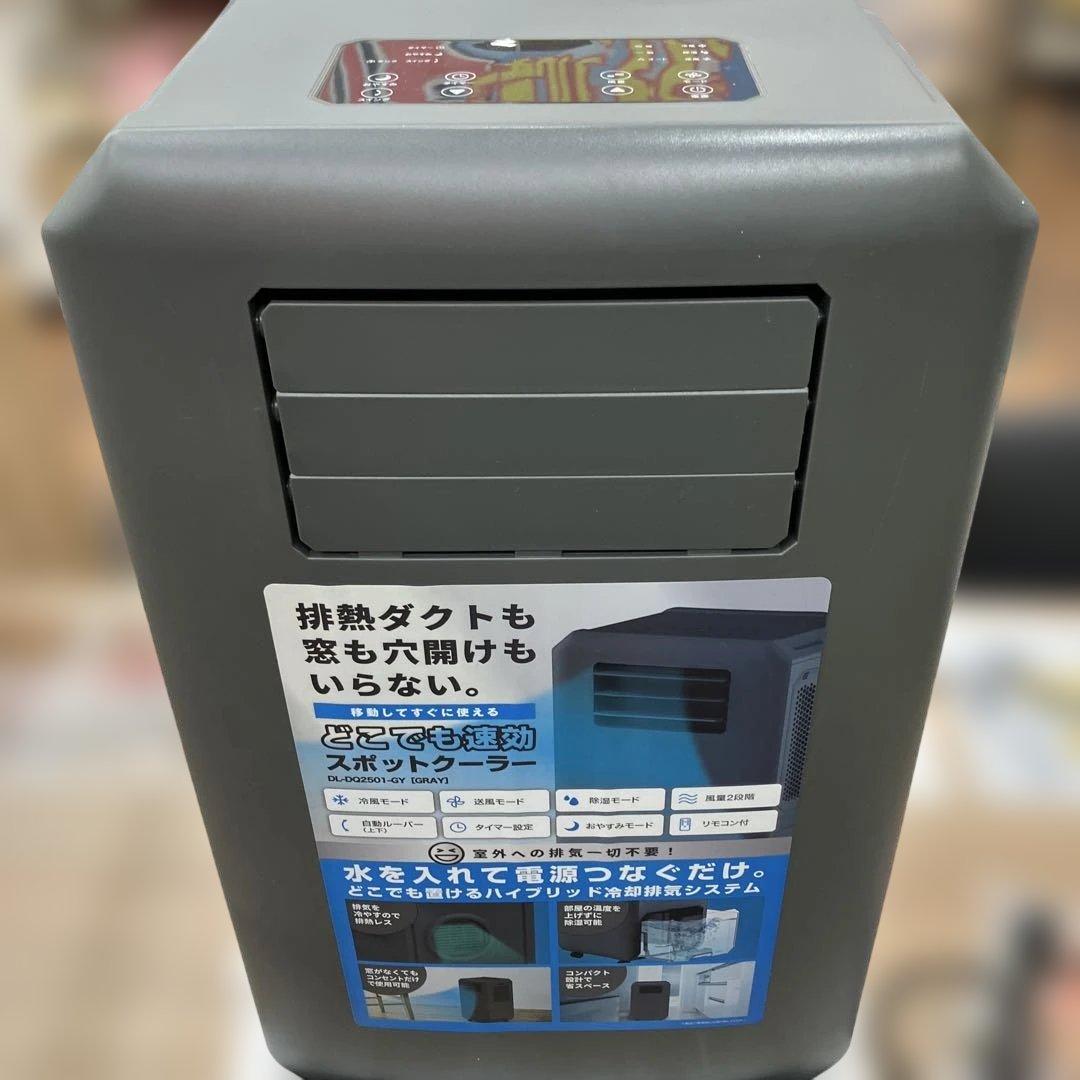 排熱ダクトも
窓も穴開けも
いらない。
移動してすぐに使える
どこでも速効
スポットクーラー
DL-DQ2501-GY [GRAY]
冷風モード
送風モード
除湿モード
風量2段階
自動ルーバー
(上下)
タイマー設定
おやすみモード
リモコン付
室外への排気一切不要!
水を入れて電源つなぐだけ。
どこでも置けるハイブリッド冷却排気システム
排気を
冷やすので
排熱レス
部屋の温度を
上げずに
除湿可能
窓がなくても
コンセントだけ
で使用可能
コンパクト
設計で
省スペース